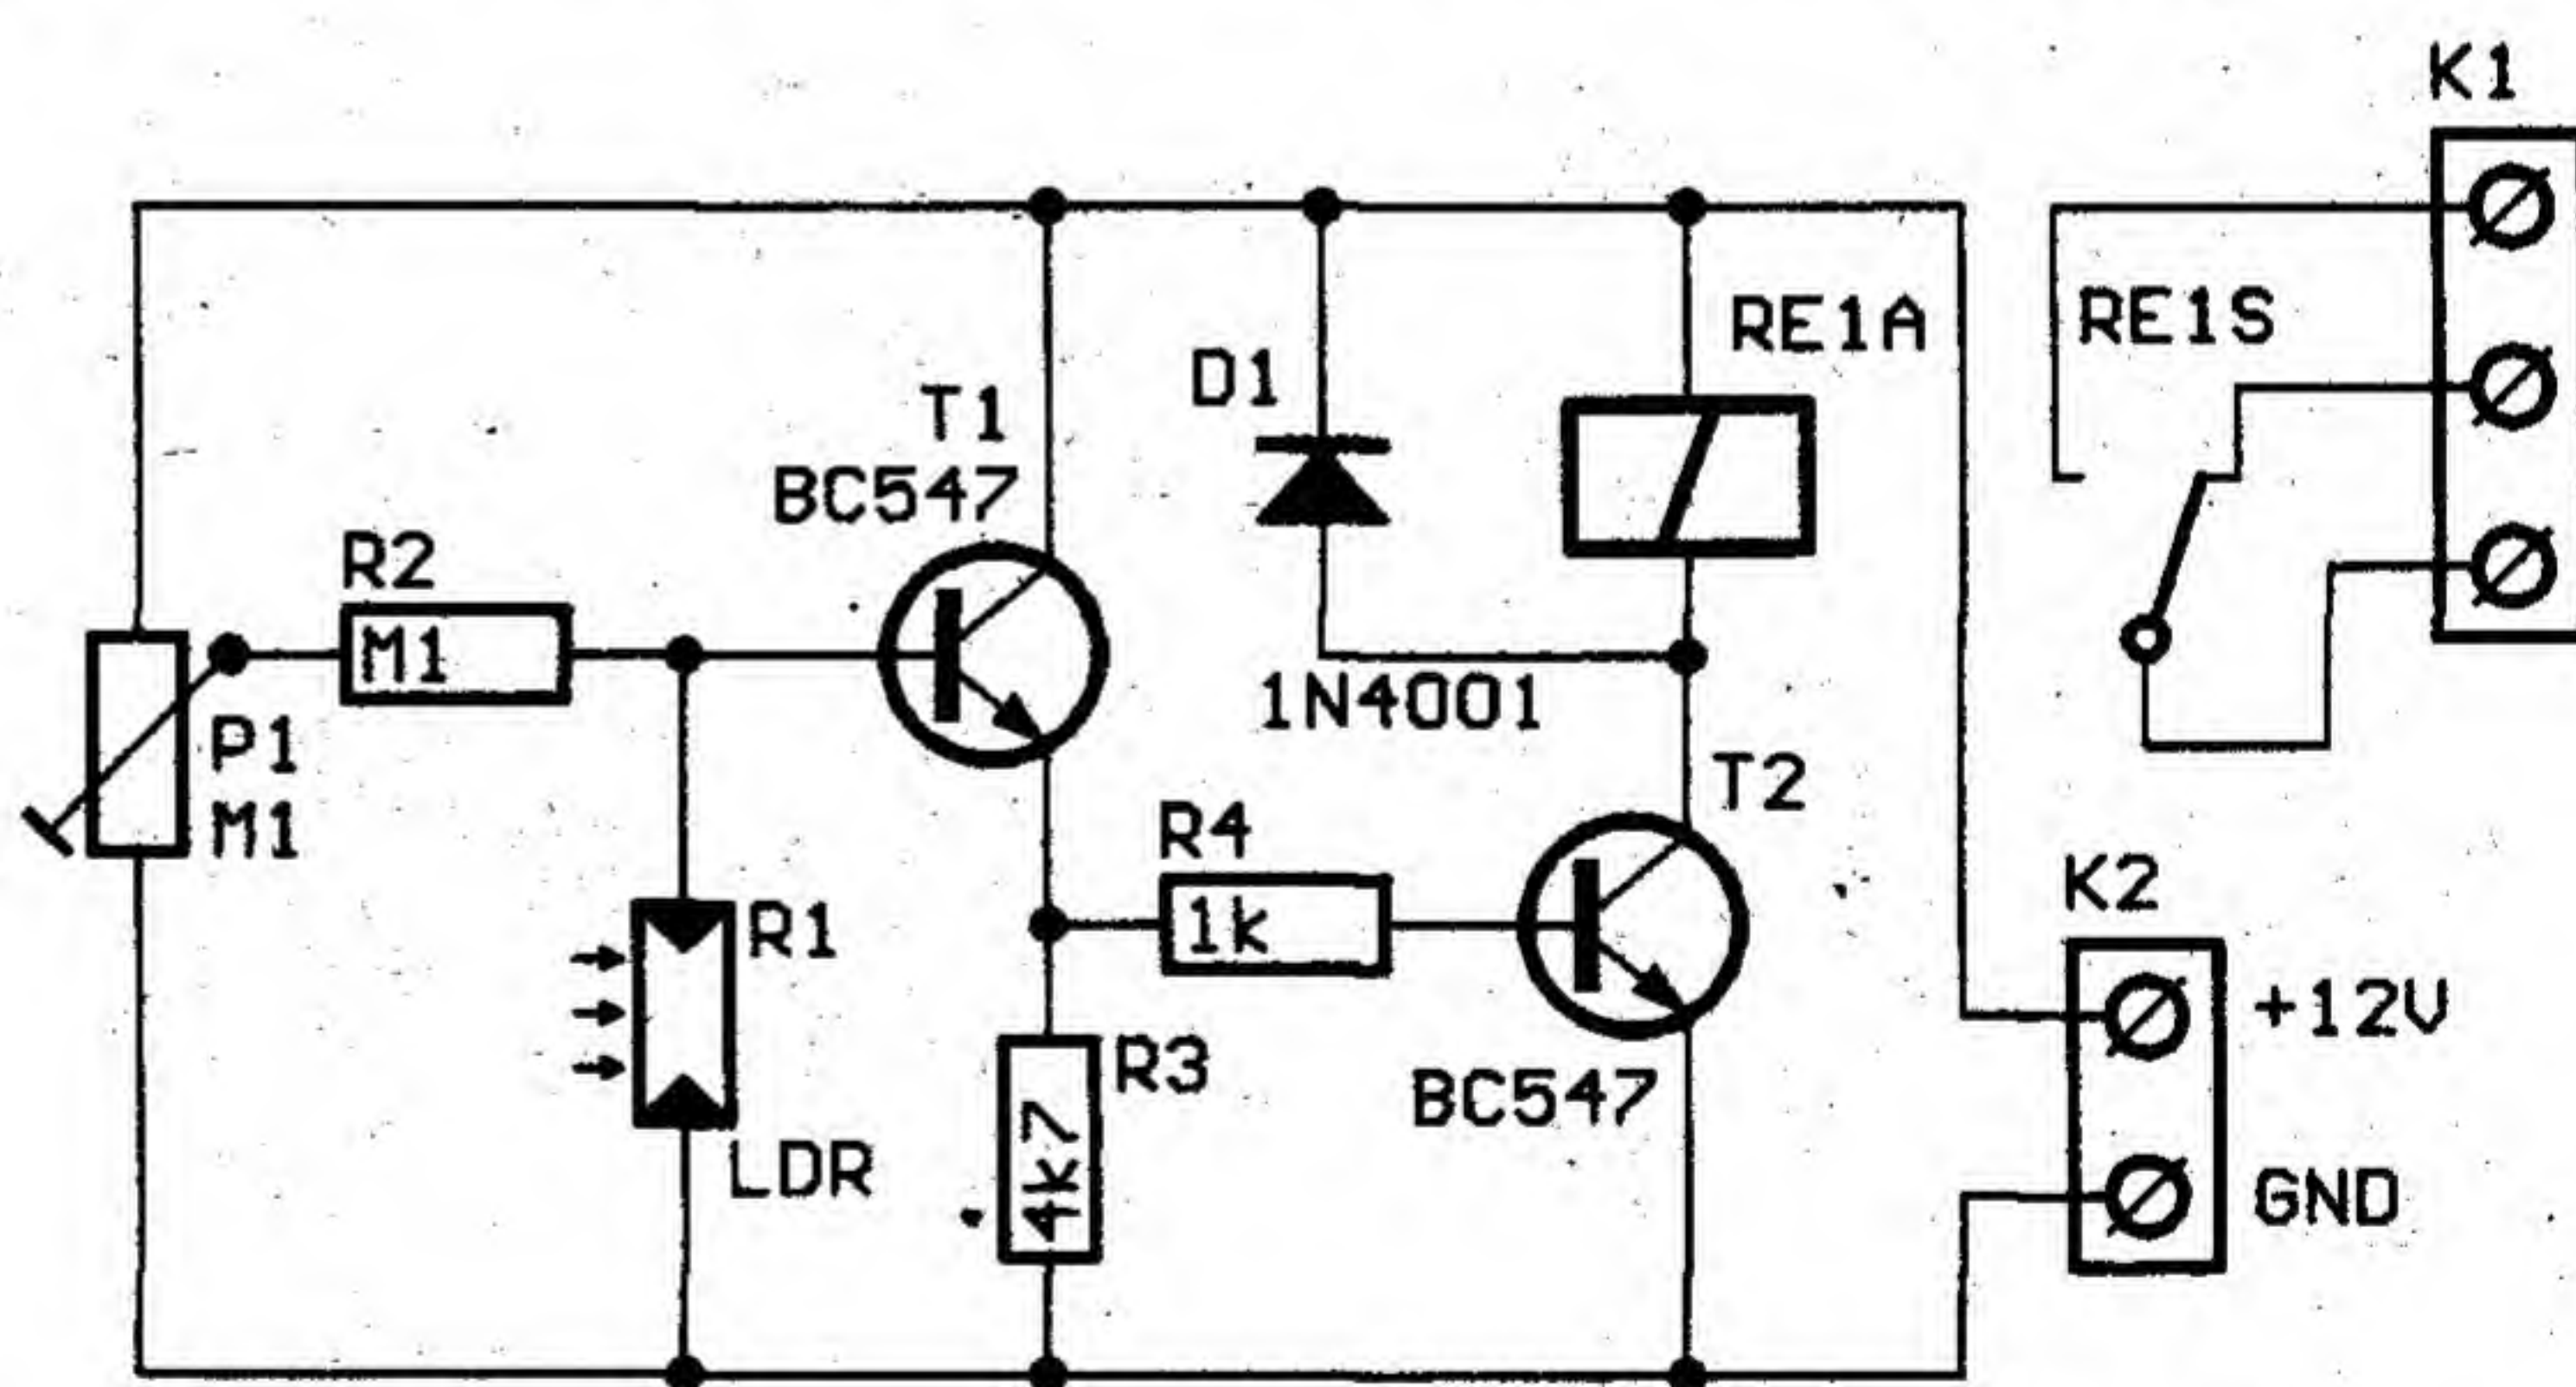 K1
RE1S
RE1A
D1
T1
BC547
R2
M1
P1
M1
1N4001
T2
R4
1k
K2
R1
+12V
R3
BC547
4k7
LDR
GND